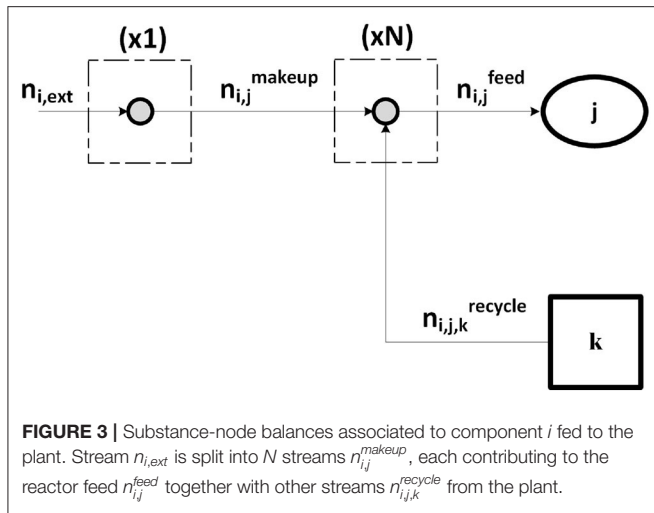 (x1) (xN)
n_{i,ext} n_{i,j}^{makeup} n_{i,j}^{feed} j
n_{i,j,k}^{recycle} k
FIGURE 3 | Substance-node balances associated to component i fed to the
plant. Stream n_{i,ext} is split into N streams n_{i,j}^{makeup}, each contributing to the
reactor feed n_{i,j}^{feed} together with other streams n_{i,j,k}^{recycle} from the plant.